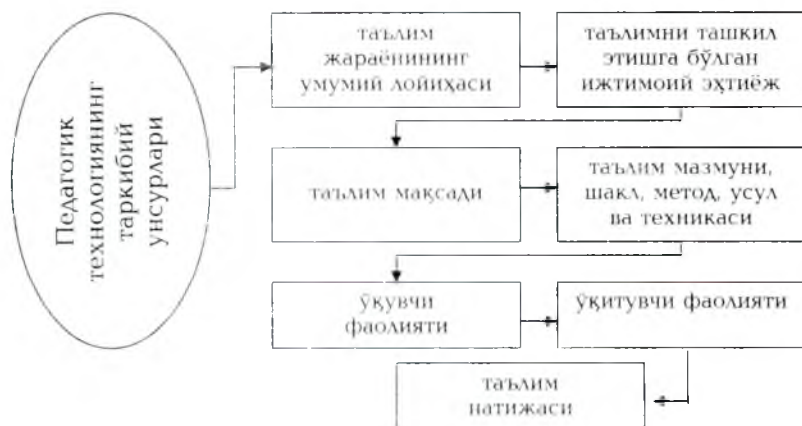 Педагогик
технологиянинг
таркибий
унсурлари
таълим
жараёнининг
умумий лойиҳаси
таълимни ташкил
этишга бўлган
ижтимоий эҳтиёж
таълим мақсади
таълим мазмуни,
шакл, метод, усул
ва техникаси
ўқувчи
фаолияти
ўқитувчи фаолияти
таълим
натижаси